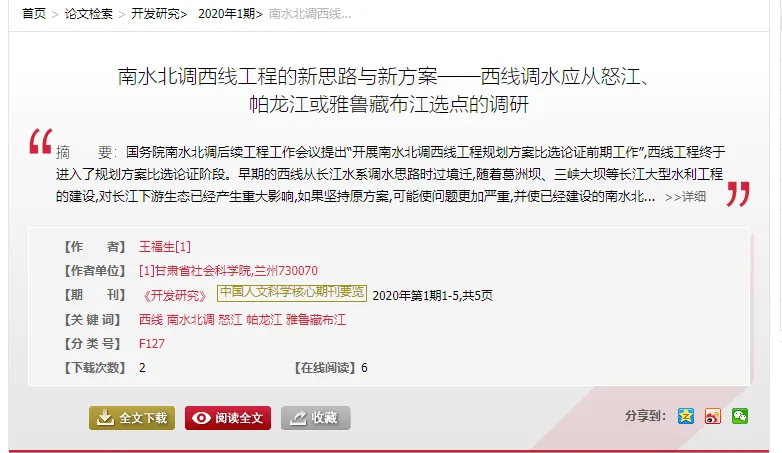 首页 > 论文检索 > 开发研究> 2020年1期> 南水北调西线...
南水北调西线工程的新思路与新方案——西线调水应从怒江、
帕龙江或雅鲁藏布江选点的调研
摘 要：国务院南水北调后续工程工作会议提出“开展南水北调西线工程规划方案比选论证前期工作”,西线工程终于
进入了规划方案比选论证阶段。早期的西线从长江水系调水思路时过境迁,随着葛洲坝、三峡大坝等长江大型水利工程
的建设,对长江下游生态已经产生重大影响,如果坚持原方案,可能使问题更加严重,并使已经建设的南水北... >>详细
【作 者】 王福生[1]
【作者单位】 [1]甘肃省社会科学院,兰州730070
【期 刊】 《开发研究》 中国人文科学核心期刊要览 2020年第1期1-5,共5页
【关 键 词】 西线 南水北调 怒江 帕龙江 雅鲁藏布江
【分 类 号】 F127
【下载次数】 2 【在线阅读】6
全文下载 阅读全文 收藏 分享到：